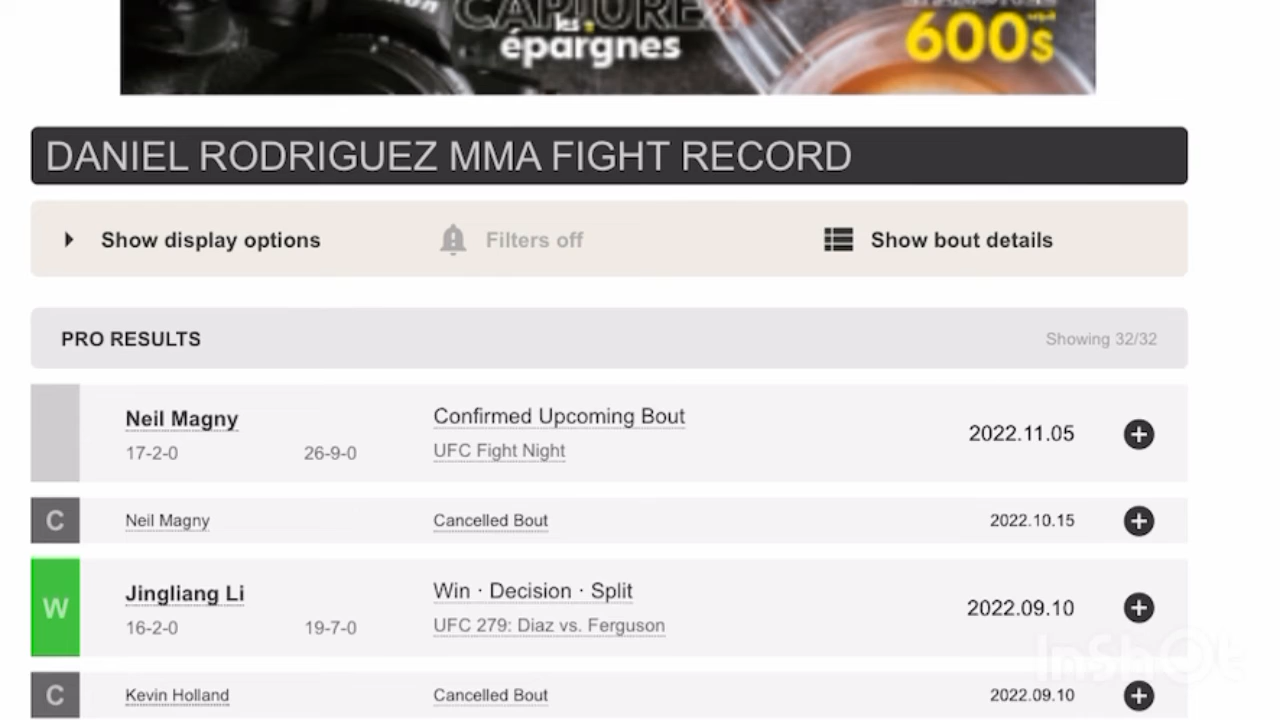 CAPTUREZ
les
épargnes
600$
DANIEL RODRIGUEZ MMA FIGHT RECORD
Show display options
Filters off
Show bout details
PRO RESULTS
Showing 32/32
Neil Magny
Confirmed Upcoming Bout
2022.11.05
17-2-0
26-9-0
UFC Fight Night
C
Neil Magny
Cancelled Bout
2022.10.15
W
Jingliang Li
Win · Decision · Split
2022.09.10
16-2-0
19-7-0
UFC 279: Diaz vs. Ferguson
C
Kevin Holland
Cancelled Bout
2022.09.10
InShOt